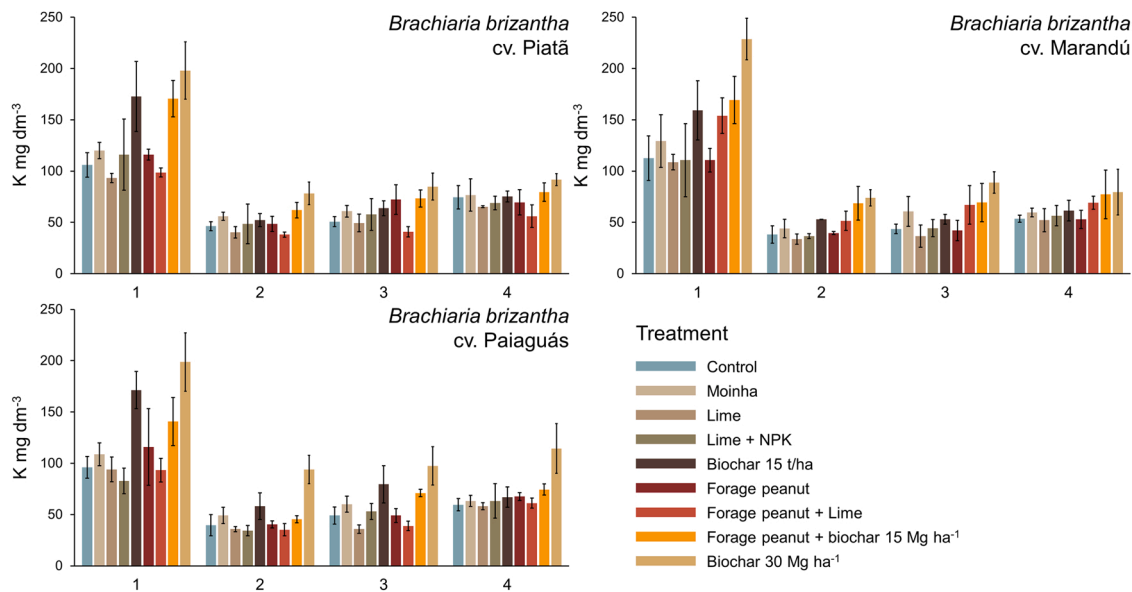 Brachiaria brizantha
cv. Piatã
K mg dm⁻³
250
200
150
100
50
0
1 2 3 4
Brachiaria brizantha
cv. Marandú
K mg dm⁻³
250
200
150
100
50
0
1 2 3 4
Brachiaria brizantha
cv. Paiaguás
K mg dm⁻³
250
200
150
100
50
0
1 2 3 4
Treatment
Control
Moinha
Lime
Lime + NPK
Biochar 15 t/ha
Forage peanut
Forage peanut + Lime
Forage peanut + biochar 15 Mg ha⁻¹
Biochar 30 Mg ha⁻¹